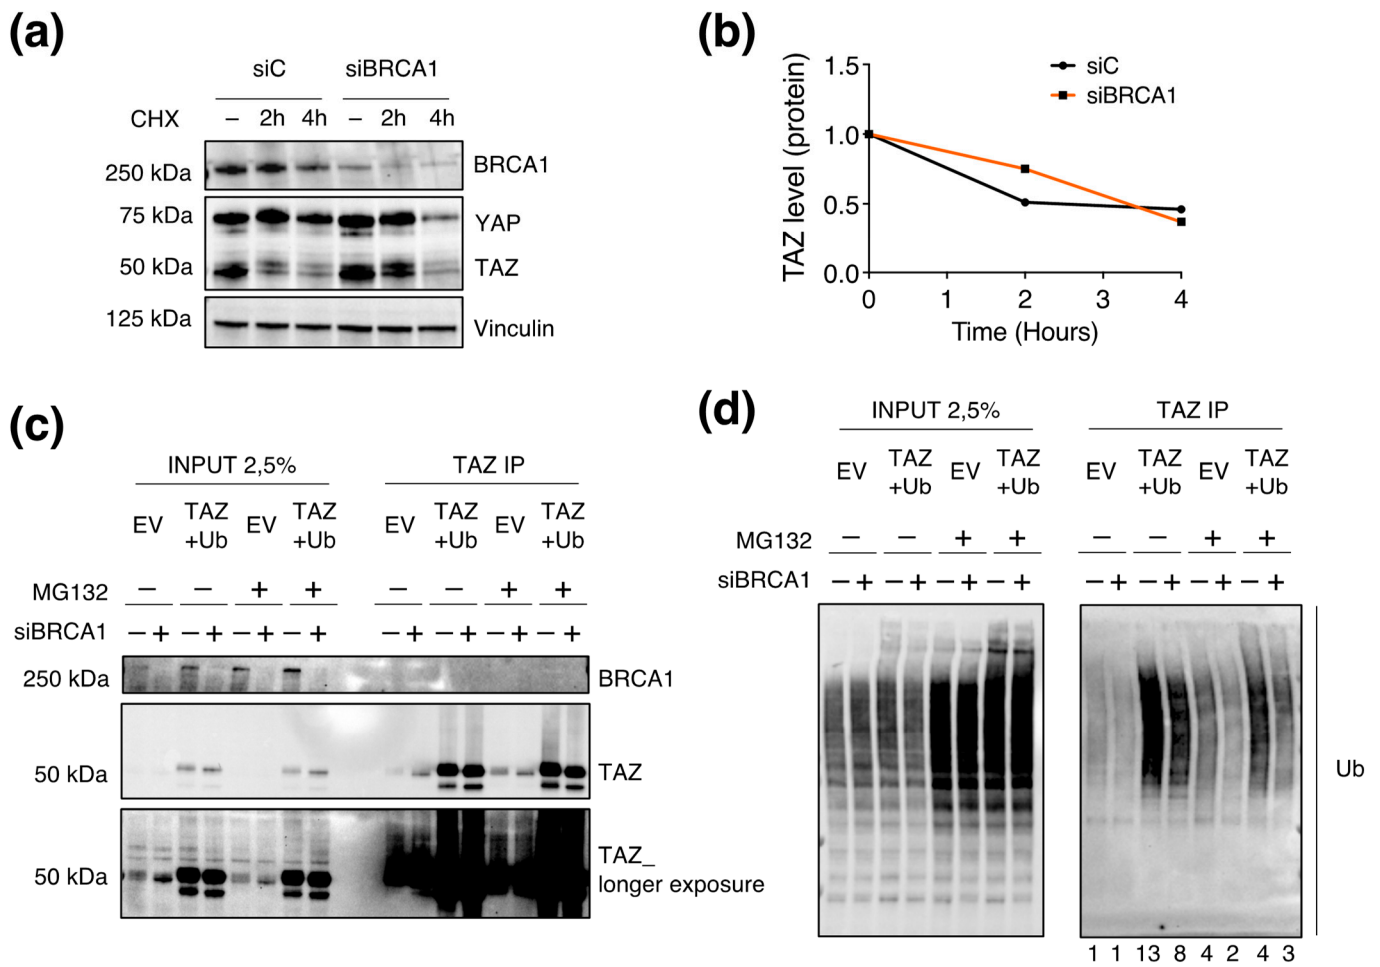 (a)
siC siBRCA1
CHX – 2h 4h – 2h 4h
250 kDa BRCA1
75 kDa YAP
50 kDa TAZ
125 kDa Vinculin
(b)
TAZ level (protein)
1.5
1.0
0.5
0.0
0 1 2 3 4
Time (Hours)
siC
siBRCA1
(c)
INPUT 2,5% TAZ IP
EV TAZ +Ub EV TAZ +Ub EV TAZ +Ub EV TAZ +Ub
MG132 – – + + – – + +
siBRCA1 – + – + – + – + – + – + – + – +
250 kDa BRCA1
50 kDa TAZ
50 kDa TAZ_
longer exposure
(d)
INPUT 2,5% TAZ IP
EV TAZ +Ub EV TAZ +Ub EV TAZ +Ub EV TAZ +Ub
MG132 – – + + – – + +
siBRCA1 – + – + – + – + – + – + – + – +
Ub
1 1 13 8 4 2 4 3